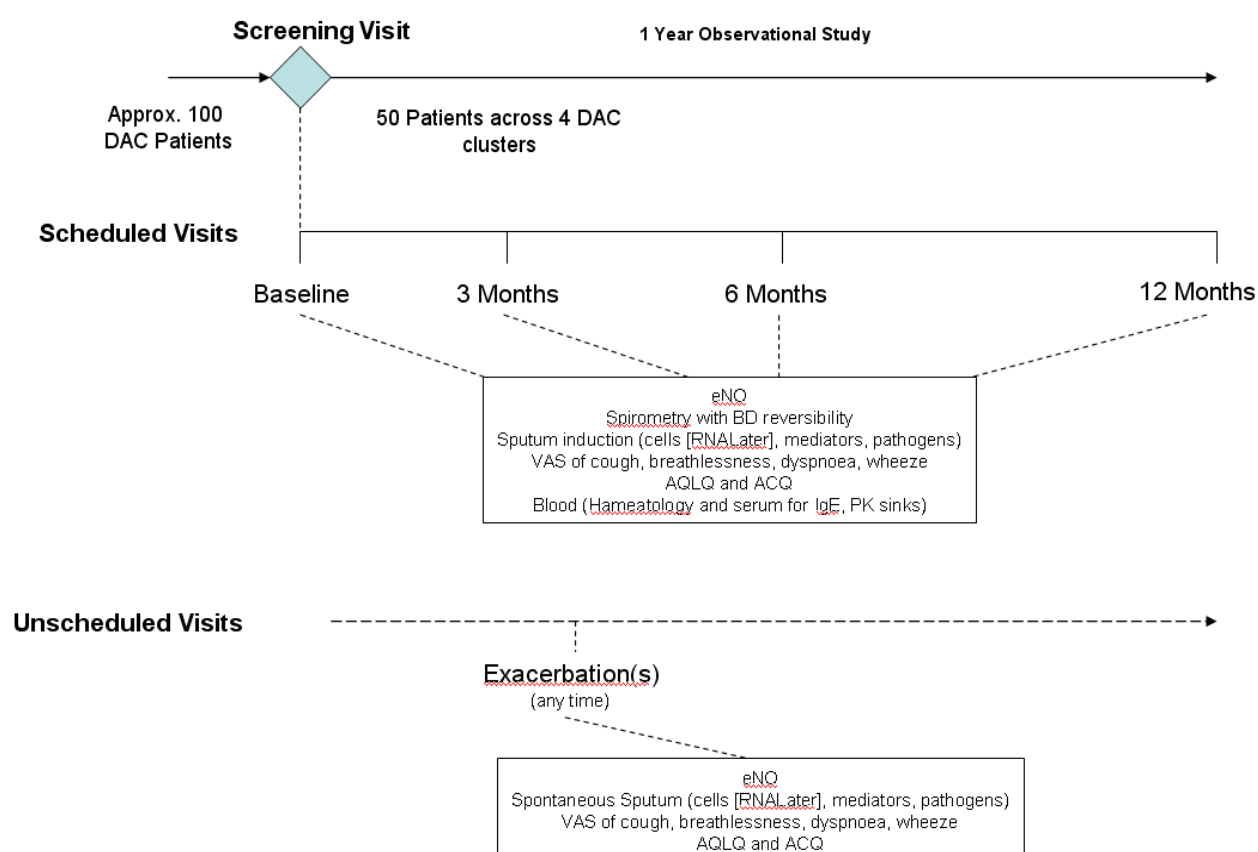 Screening Visit
1 Year Observational Study
Approx. 100
DAC Patients
50 Patients across 4 DAC
clusters
Scheduled Visits
Baseline
3 Months
6 Months
12 Months
eNO
Spirometry with BD reversibility
Sputum induction (cells [RNALater], mediators, pathogens)
VAS of cough, breathlessness, dyspnoea, wheeze
AQLQ and ACQ
Blood (Hameatology and serum for IgE, PK sinks)
Unscheduled Visits
Exacerbation(s)
(any time)
eNO
Spontaneous Sputum (cells [RNALater], mediators, pathogens)
VAS of cough, breathlessness, dyspnoea, wheeze
AQLQ and ACQ